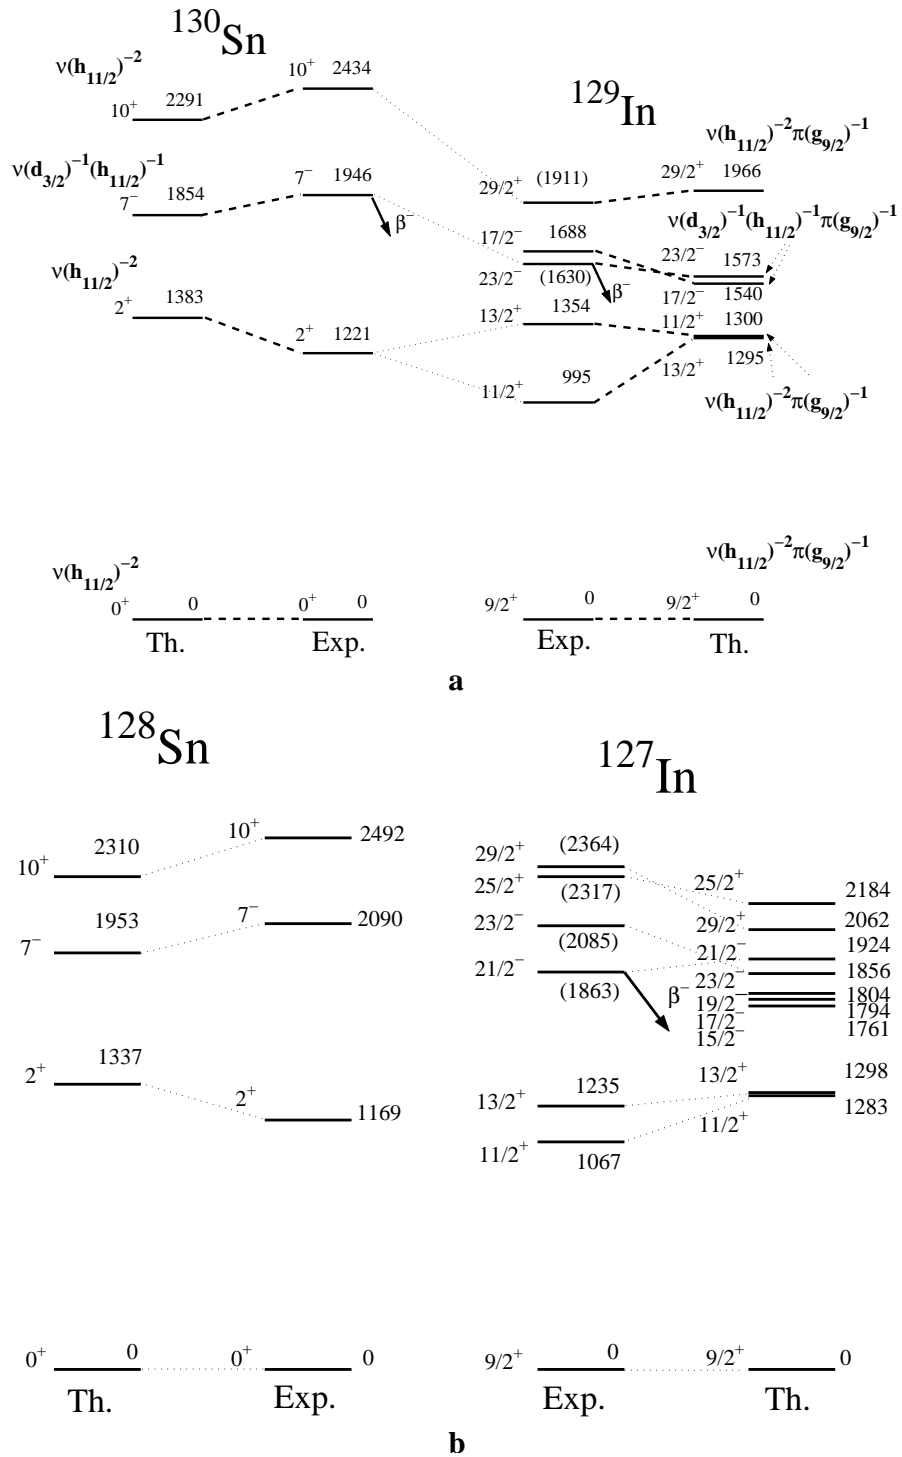 ¹³⁰Sn
ν(h₁₁/₂)⁻²
10⁺ 2291
10⁺ 2434
ν(d₃/₂)⁻¹(h₁₁/₂)⁻¹
7⁻ 1854
7⁻ 1946
β⁻
ν(h₁₁/₂)⁻²
2⁺ 1383
2⁺ 1221
ν(h₁₁/₂)⁻²
0⁺ 0
0⁺ 0
Th.
Exp.
¹²⁹In
ν(h₁₁/₂)⁻²π(g₉/₂)⁻¹
29/2⁺ (1911)
29/2⁺ 1966
ν(d₃/₂)⁻¹(h₁₁/₂)⁻¹π(g₉/₂)⁻¹
17/2⁻ 1688
23/2⁻ (1630)
β⁻
23/2⁻ 1573
17/2⁻ 1540
13/2⁺ 1354
11/2⁺ 1300
13/2⁺ 1295
11/2⁺ 995
ν(h₁₁/₂)⁻²π(g₉/₂)⁻¹
ν(h₁₁/₂)⁻²π(g₉/₂)⁻¹
9/2⁺ 0
9/2⁺ 0
Exp.
Th.
a
¹²⁸Sn
10⁺ 2310
10⁺ 2492
7⁻ 1953
7⁻ 2090
2⁺ 1337
2⁺ 1169
0⁺ 0
0⁺ 0
Th.
Exp.
¹²⁷In
29/2⁺ (2364)
25/2⁺ (2317)
23/2⁻ (2085)
21/2⁻ (1863)
β⁻
13/2⁺ 1235
11/2⁺ 1067
9/2⁺ 0
Exp.
25/2⁺ 2184
29/2⁺ 2062
21/2⁻ 1924
23/2⁻ 1856
19/2⁻ 1804
17/2⁻ 1794
15/2⁻ 1761
13/2⁺ 1298
11/2⁺ 1283
9/2⁺ 0
Th.
b